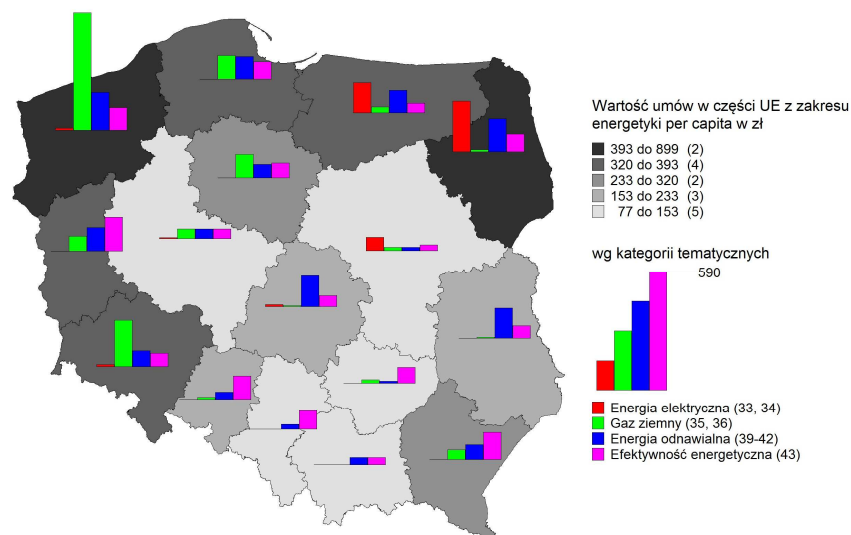 Wartość umów w części UE z zakresu
energetyki per capita w zł
393 do 899 (2)
320 do 393 (4)
233 do 320 (2)
153 do 233 (3)
77 do 153 (5)
wg kategorii tematycznych
590
Energia elektryczna (33, 34)
Gaz ziemny (35, 36)
Energia odnawialna (39-42)
Efektywność energetyczna (43)